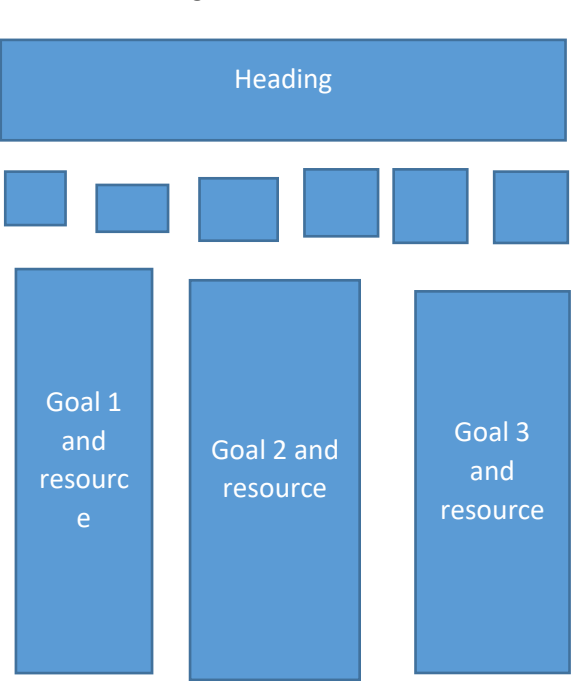 Heading
Goal 1
and
resourc
e
Goal 2 and
resource
Goal 3
and
resource